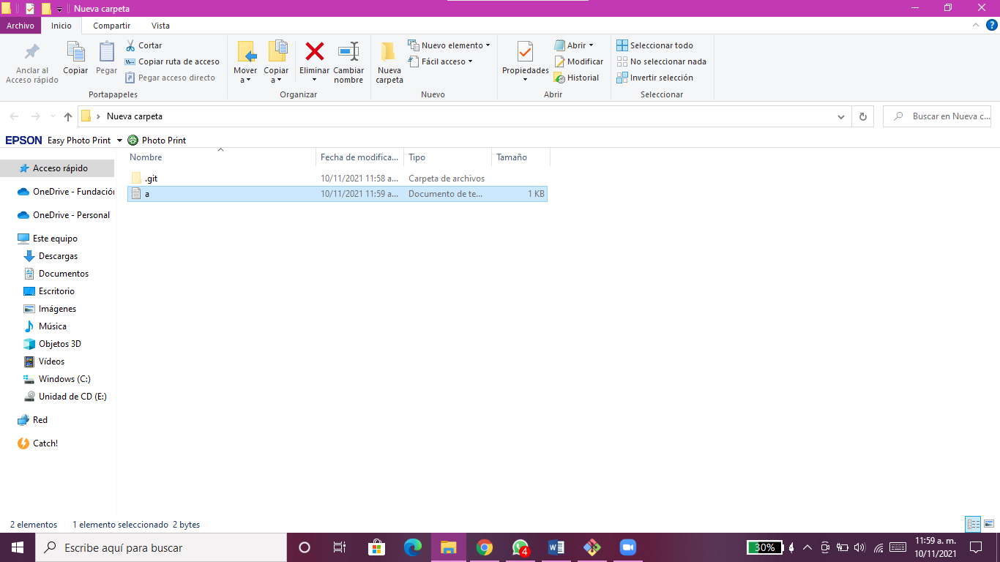 Nueva carpeta
Archivo Inicio Compartir Vista
Anclar al Acceso rápido
Copiar
Pegar
Cortar
Copiar ruta de acceso
Pegar acceso directo
Portapapeles
Mover a
Copiar a
Eliminar
Cambiar nombre
Organizar
Nueva carpeta
Nuevo elemento
Fácil acceso
Nuevo
Propiedades
Abrir
Modificar
Historial
Abrir
Seleccionar todo
No seleccionar nada
Invertir selección
Seleccionar
Nueva carpeta
Buscar en Nueva c...
EPSON Easy Photo Print Photo Print
Nombre Fecha de modifica... Tipo Tamaño
.git 10/11/2021 11:58 a... Carpeta de archivos
a 10/11/2021 11:59 a... Documento de te... 1 KB
Acceso rápido
OneDrive - Fundación
OneDrive - Personal
Este equipo
Descargas
Documentos
Escritorio
Imágenes
Música
Objetos 3D
Vídeos
Windows (C:)
Unidad de CD (E:)
Red
Catch!
2 elementos 1 elemento seleccionado 2 bytes
Escribe aquí para buscar
4
30%
11:59 a. m.
10/11/2021